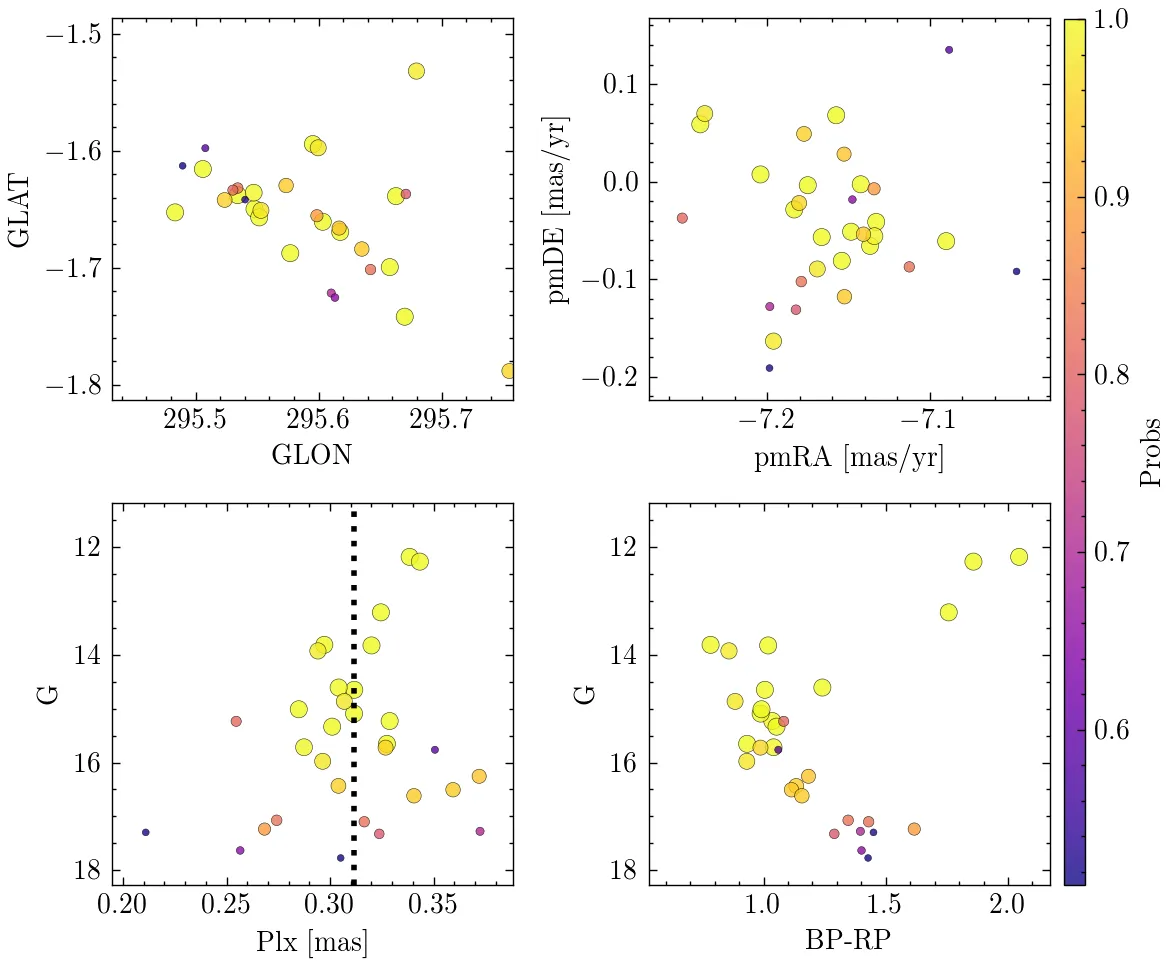 −1.5
−1.6
−1.7
−1.8
GLAT
295.5 295.6 295.7
GLON
0.1
0.0
−0.1
−0.2
pmDE [mas/yr]
−7.2 −7.1
pmRA [mas/yr]
12
14
16
18
G
0.20 0.25 0.30 0.35
Plx [mas]
12
14
16
18
G
1.0 1.5 2.0
BP-RP
1.0
0.9
0.8
0.7
0.6
Probs